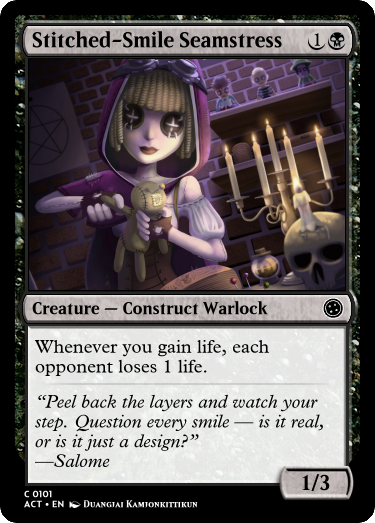 Stitched-Smile Seamstress 1
Creature — Construct Warlock
Whenever you gain life, each
opponent loses 1 life.
“Peel back the layers and watch your
step. Question every smile — is it real,
or is it just a design?”
—Salome
1/3
C 0101
ACT • EN Duangjai Kamjonkittikun